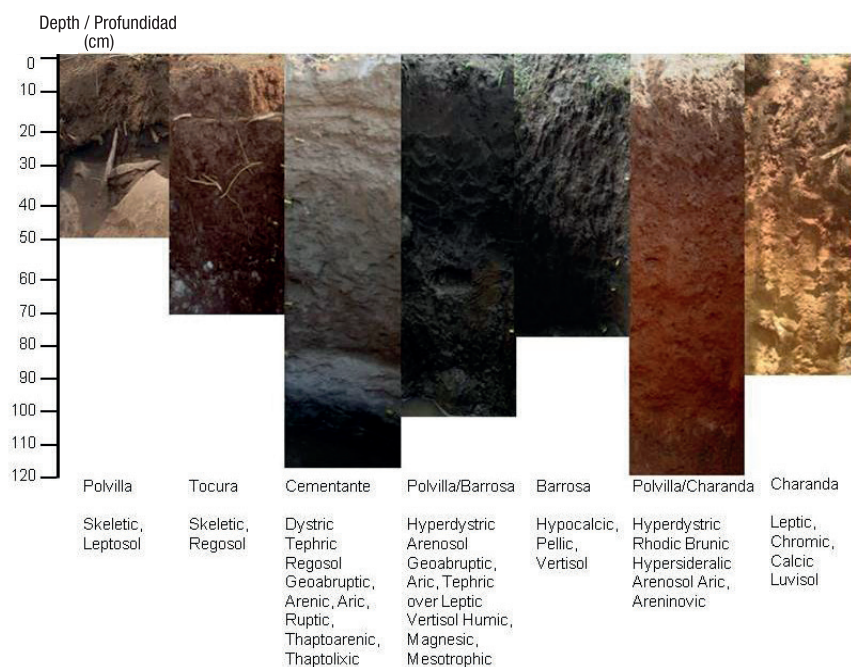 Depth / Profundidad
(cm)
0
10
20
30
40
50
60
70
80
90
100
110
120
Polvilla
Skeletic,
Leptosol
Tocura
Skeletic,
Regosol
Cementante
Dystric
Tephric
Regosol
Geoabruptic,
Arenic, Aric,
Ruptic,
Thaptoarenic,
Thaptolixic
Polvilla/Barrosa
Hyperdystric
Arenosol
Geoabruptic,
Aric, Tephric
over Leptic
Vertisol Humic,
Magnesic,
Mesotrophic
Barrosa
Hypocalcic,
Pellic,
Vertisol
Polvilla/Charanda
Hyperdystric
Rhodic Brunic
Hypersideralic
Arenosol Aric,
Areninovic
Charanda
Leptic,
Chromic,
Calcic
Luvisol